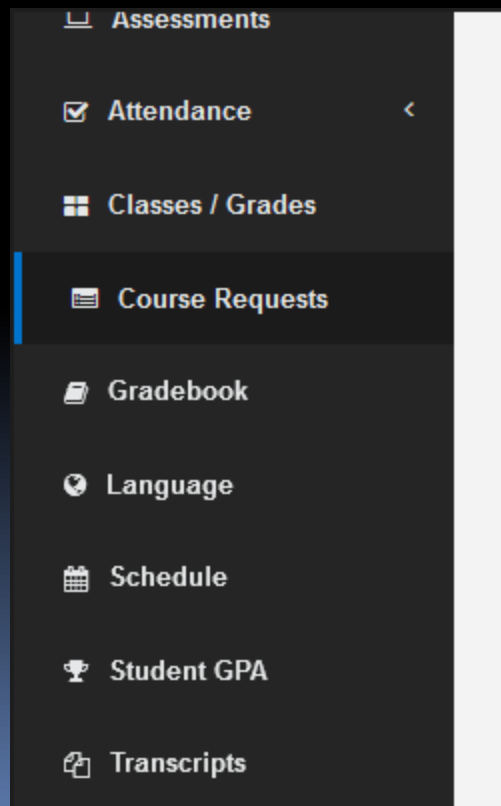 Assessments
Attendance
Classes / Grades
Course Requests
Gradebook
Language
Schedule
Student GPA
Transcripts